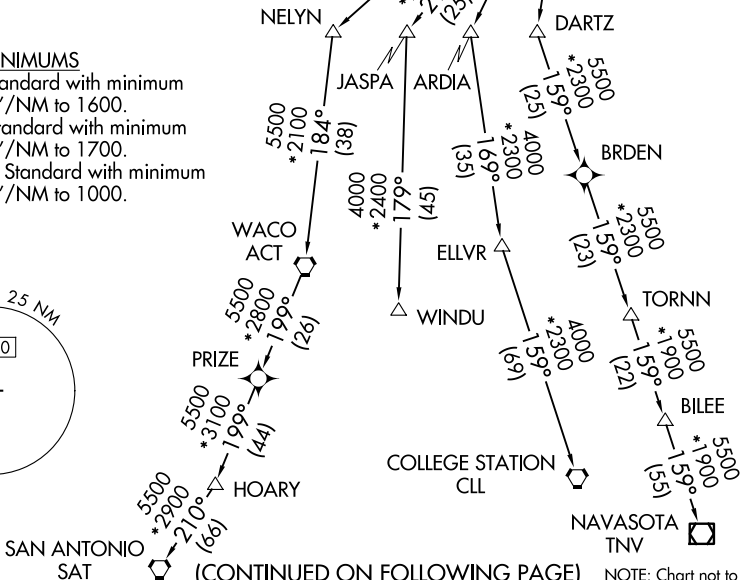 NELYN
DARTZ
JASPA
ARDIA
NIMUMS
andard with minimum
'/NM to 1600.
tandard with minimum
'/NM to 1700.
Standard with minimum
'/NM to 1000.
5500
*2100
184°
(38)
4000
*2400
179°
(45)
4000
*2300
169°
(35)
5500
*2300
159°
(25)
BRDEN
5500
*2300
159°
(23)
WACO
ACT
ELLVR
25 NM
0
5500
*2800
199°
(26)
WINDU
TORNN
4000
*2300
159°
(69)
5500
*1900
159°
(22)
PRIZE
5500
*3100
199°
(44)
BILEE
5500
*1900
159°
(55)
COLLEGE STATION
CLL
HOARY
5500
*2900
210°
(66)
NAVASOTA
TNV
SAN ANTONIO
SAT
(CONTINUED ON FOLLOWING PAGE)
NOTE: Chart not to